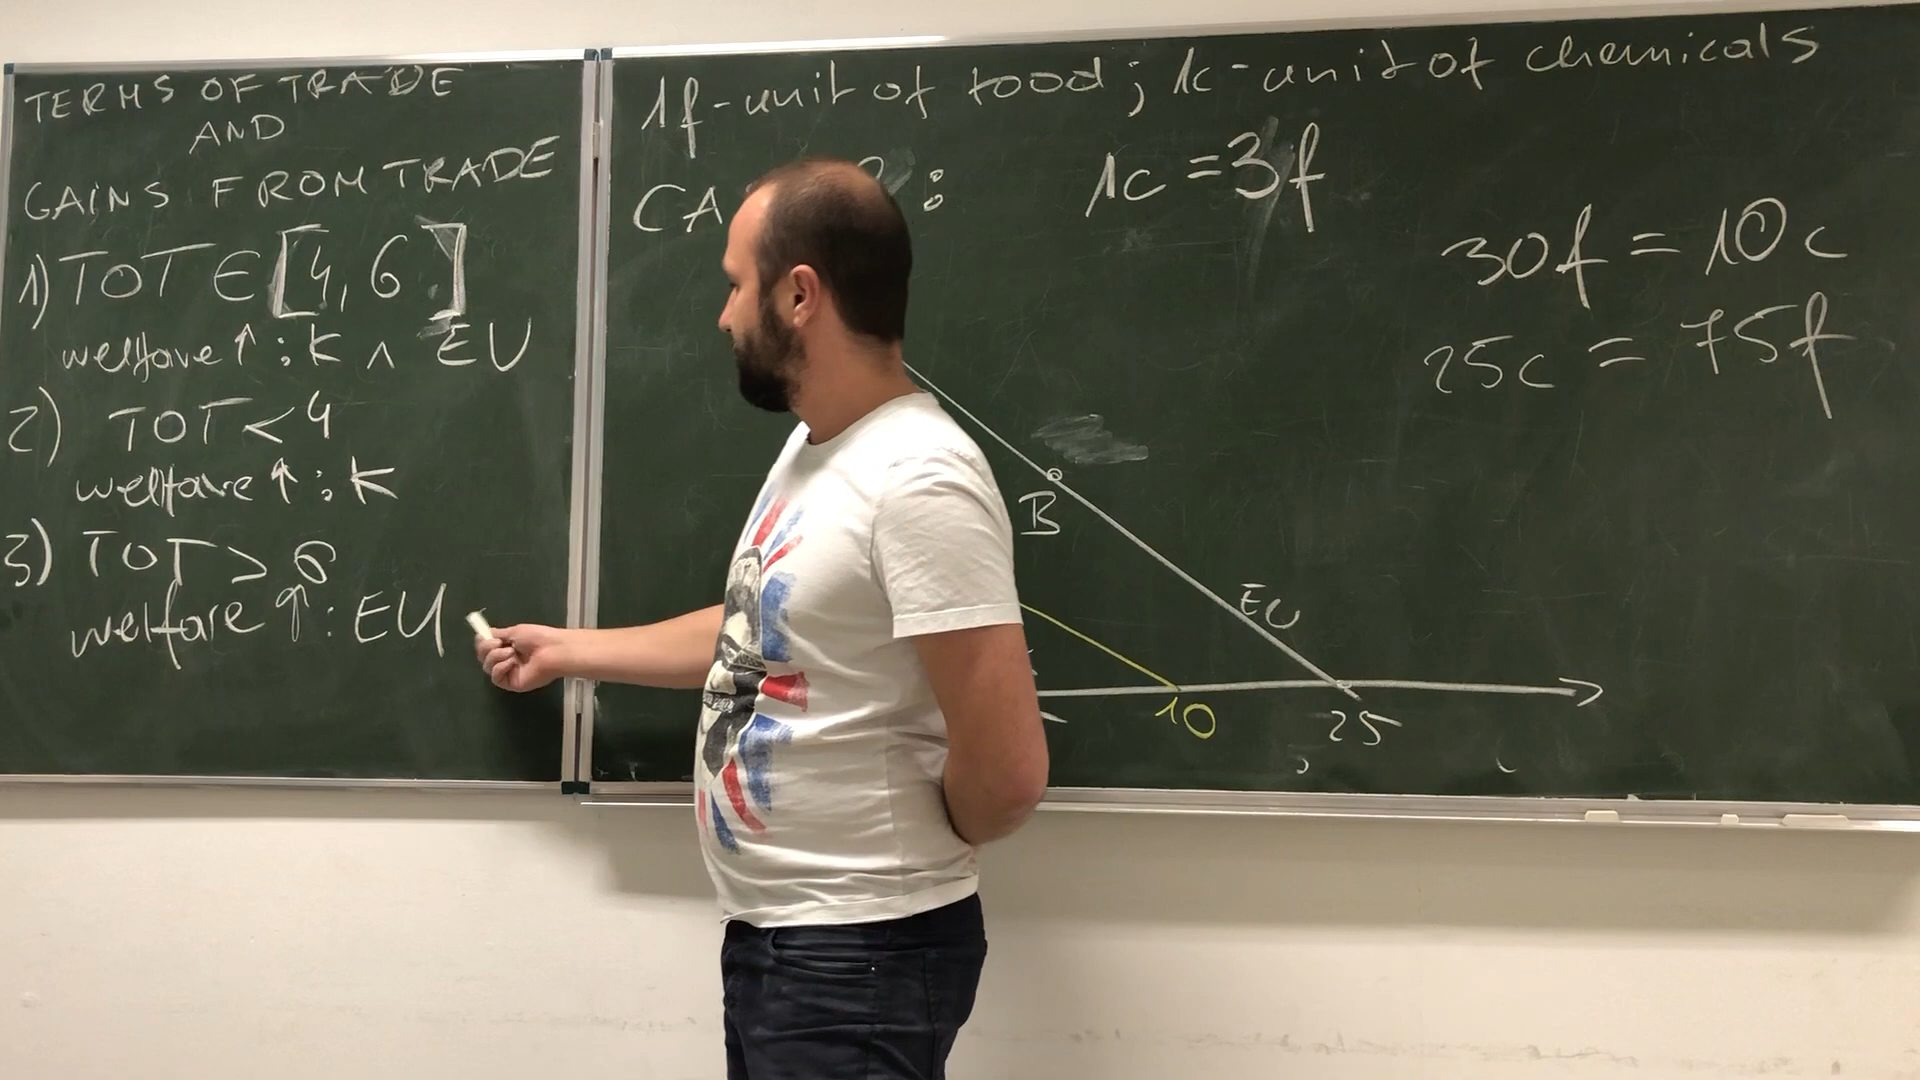 TERMS OF TRADE
AND
GAINS FROM TRADE
1) TOT ∈ [4, 6]
welfare ↑ : K ∧ EU
2) TOT < 4
welfare ↑ : K
3) TOT > 6
welfare ↑ : EU
1f - unit of food ; 1c - unit of chemicals
CA : 1c = 3f
30f = 10c
25c = 75f
B
EU
10
25